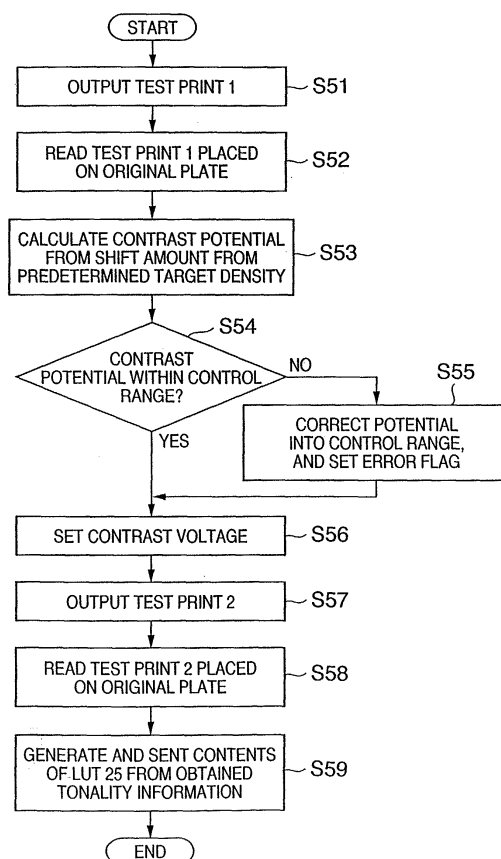 START
OUTPUT TEST PRINT 1
S51
READ TEST PRINT 1 PLACED
ON ORIGINAL PLATE
S52
CALCULATE CONTRAST POTENTIAL
FROM SHIFT AMOUNT FROM
PREDETERMINED TARGET DENSITY
S53
S54
CONTRAST
POTENTIAL WITHIN CONTROL
RANGE?
NO
YES
S55
CORRECT POTENTIAL
INTO CONTROL RANGE,
AND SET ERROR FLAG
SET CONTRAST VOLTAGE
S56
OUTPUT TEST PRINT 2
S57
READ TEST PRINT 2 PLACED
ON ORIGINAL PLATE
S58
GENERATE AND SENT CONTENTS
OF LUT 25 FROM OBTAINED
TONALITY INFORMATION
S59
END